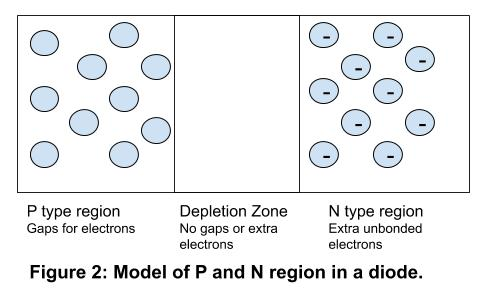 - - - - - - - - - -
P type region
Gaps for electrons
Depletion Zone
No gaps or extra
electrons
N type region
Extra unbonded
electrons
Figure 2: Model of P and N region in a diode.